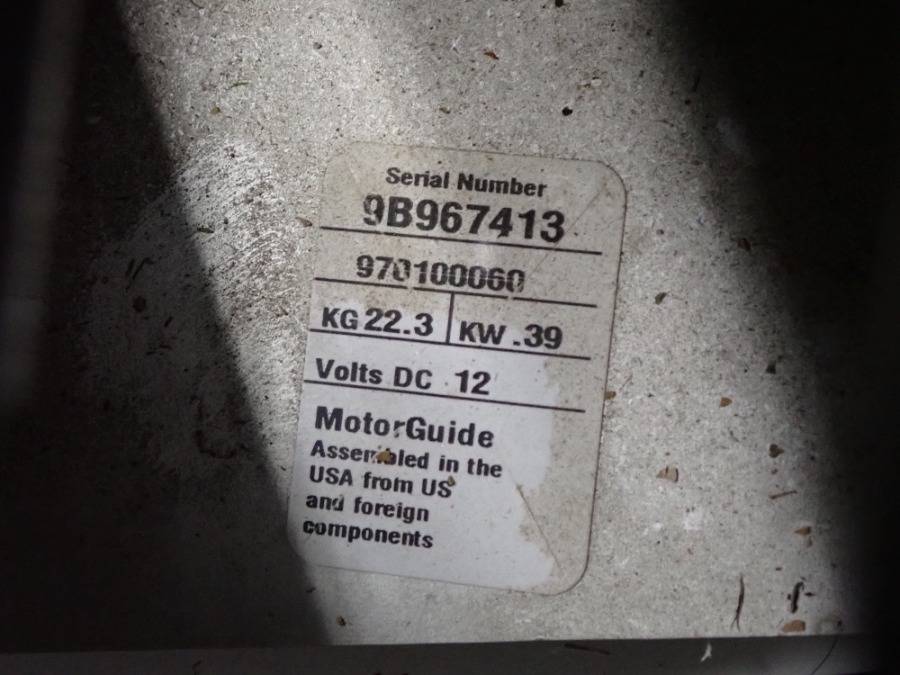 Serial Number
9B967413
970100060
KG 22.3 KW .39
Volts DC 12
MotorGuide
Assembled in the
USA from US
and foreign
components